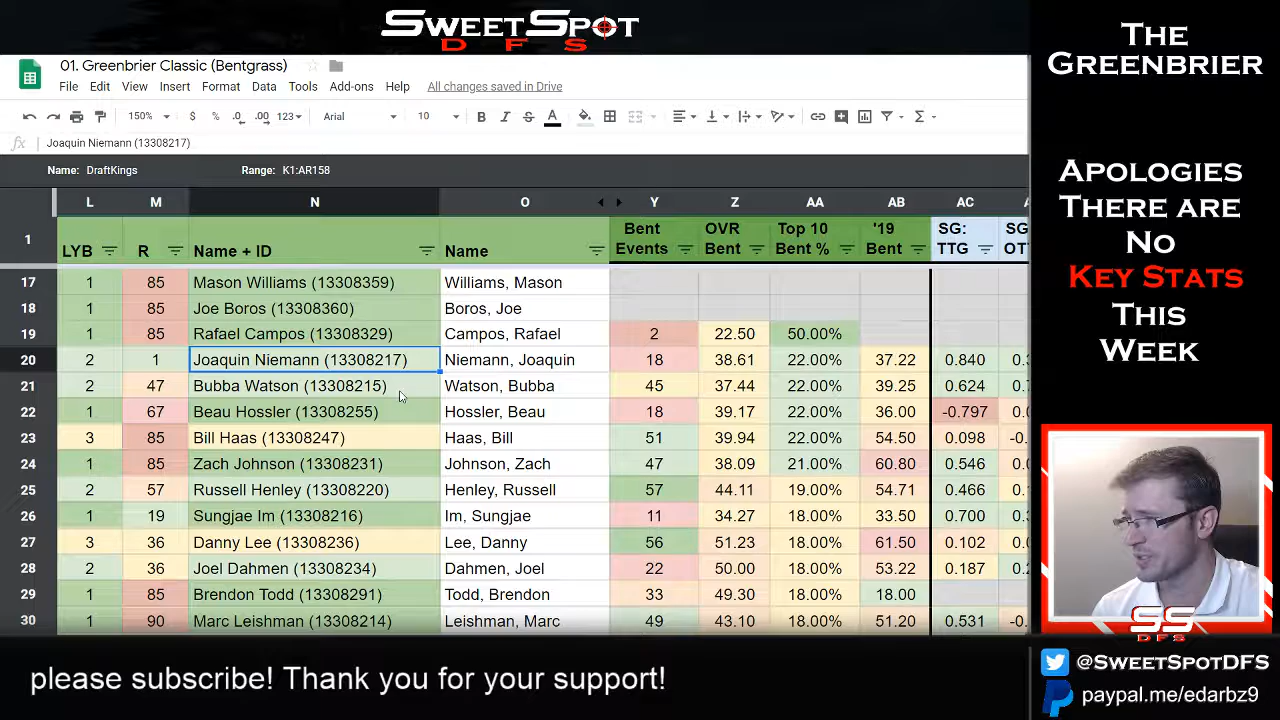 SweetSpot
DFS
01. Greenbrier Classic (Bentgrass)
File Edit View Insert Format Data Tools Add-ons Help All changes saved in Drive
150% $ % .0 .00 123 Arial 10 B I S A
fx Joaquin Niemann (13308217)
Name: DraftKings Range: K1:AR158
L M N O Y Z AA AB AC
1 LYB R Name + ID Name Bent Events OVR Bent Top 10 Bent % '19 Bent SG: TTG SG OT
17 1 85 Mason Williams (13308359) Williams, Mason
18 1 85 Joe Boros (13308360) Boros, Joe
19 1 85 Rafael Campos (13308329) Campos, Rafael 2 22.50 50.00%
20 2 1 Joaquin Niemann (13308217) Niemann, Joaquin 18 38.61 22.00% 37.22 0.840
21 2 47 Bubba Watson (13308215) Watson, Bubba 45 37.44 22.00% 39.25 0.624
22 1 67 Beau Hossler (13308255) Hossler, Beau 18 39.17 22.00% 36.00 -0.797
23 3 85 Bill Haas (13308247) Haas, Bill 51 39.94 22.00% 54.50 0.098
24 1 85 Zach Johnson (13308231) Johnson, Zach 47 38.09 21.00% 60.80 0.546
25 2 57 Russell Henley (13308220) Henley, Russell 57 44.11 19.00% 54.71 0.466
26 1 19 Sungjae Im (13308216) Im, Sungjae 11 34.27 18.00% 33.50 0.700
27 3 36 Danny Lee (13308236) Lee, Danny 56 51.23 18.00% 61.50 0.102
28 2 36 Joel Dahmen (13308234) Dahmen, Joel 22 50.00 18.00% 53.22 0.187
29 1 85 Brendon Todd (13308291) Todd, Brendon 33 49.30 18.00% 18.00
30 1 90 Marc Leishman (13308214) Leishman, Marc 49 43.10 18.00% 51.20 0.531
please subscribe! Thank you for your support!
The
Greenbrier
Apologies
There are
No
Key Stats
This
Week
SS
DFS
@SweetSpotDFS
paypal.me/edarbz9